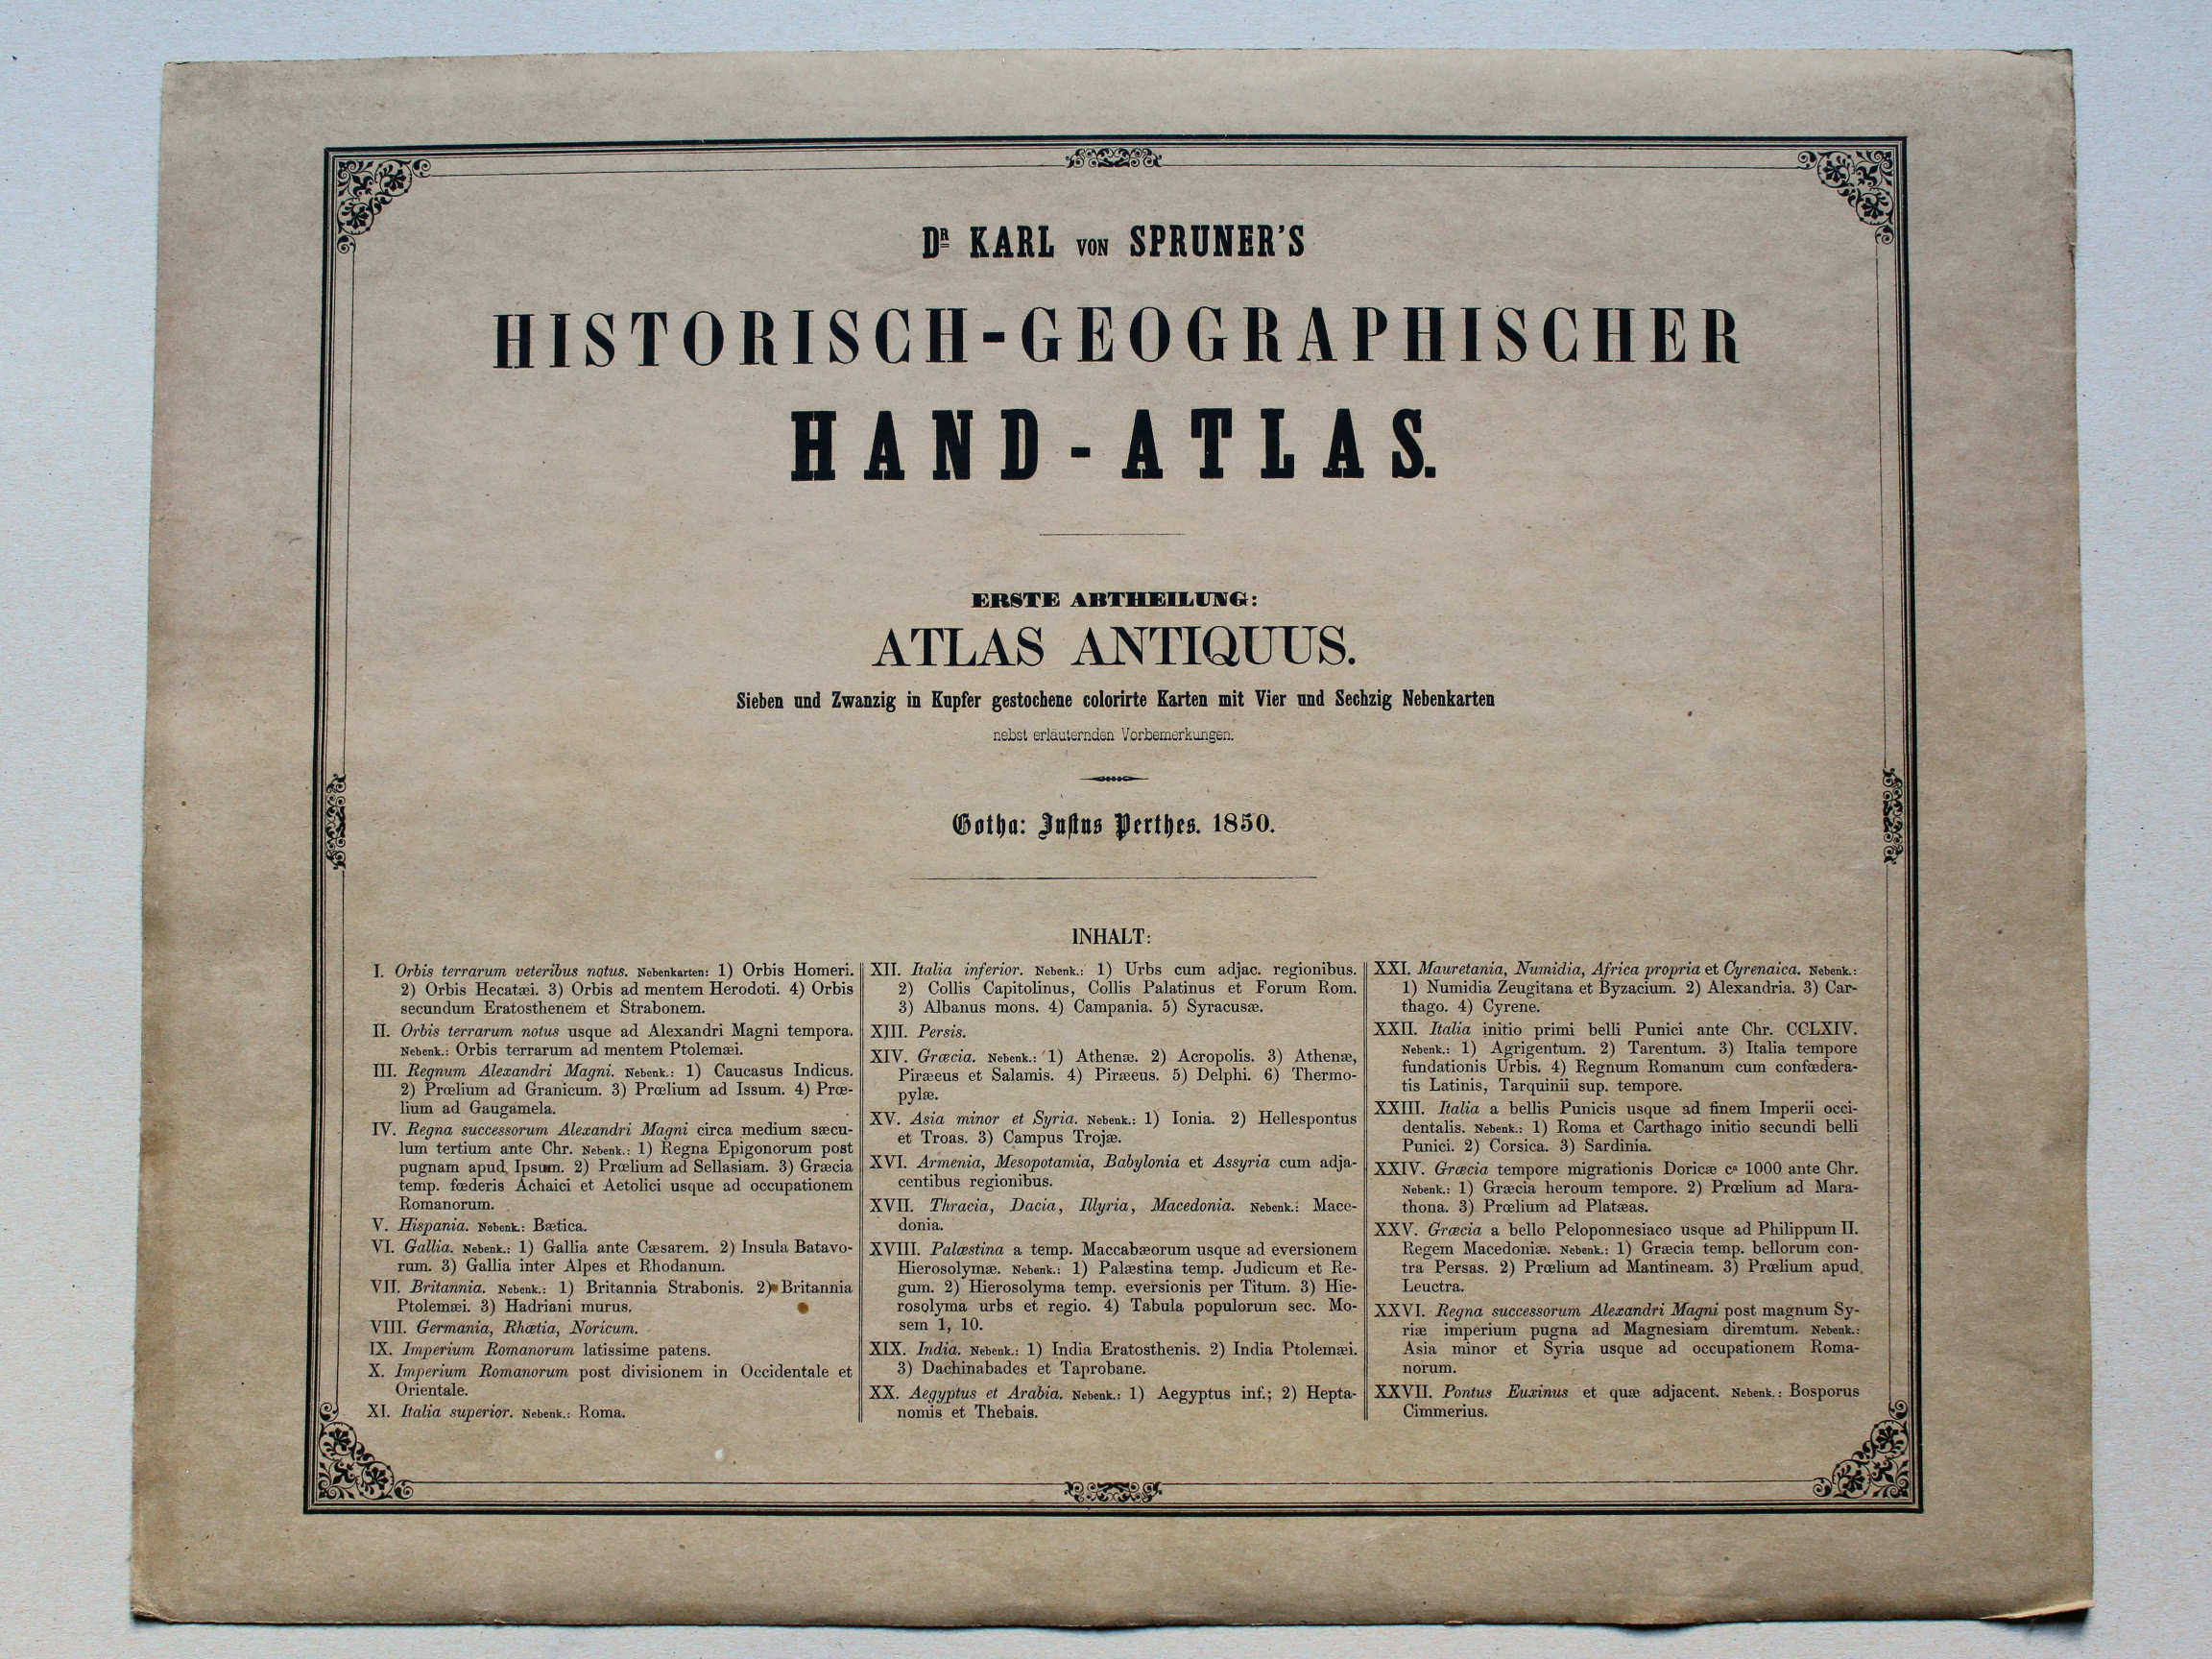 DR KARL VON SPRUNER'S
HISTORISCH-GEOGRAPHISCHER
HAND-ATLAS.
ERSTE ABTHEILUNG:
ATLAS ANTIQUUS.
Sieben und Zwanzig in Kupfer gestochene colorirte Karten mit Vier und Sechzig Nebenkarten
nebst erläuternden Vorbemerkungen.
Gotha: Justus Perthes. 1850.
INHALT:
I. Orbis terrarum veteribus notus. Nebenkarten: 1) Orbis Homeri.
2) Orbis Hecatæi. 3) Orbis ad mentem Herodoti. 4) Orbis
secundum Eratosthenem et Strabonem.
II. Orbis terrarum notus usque ad Alexandri Magni tempora.
Nebenk.: Orbis terrarum ad mentem Ptolemæi.
III. Regnum Alexandri Magni. Nebenk.: 1) Caucasus Indicus.
2) Prœlium ad Granicum. 3) Prœlium ad Issum. 4) Prœ-
lium ad Gaugamela.
IV. Regna successorum Alexandri Magni circa medium sæcu-
lum tertium ante Chr. Nebenk.: 1) Regna Epigonorum post
pugnam apud Ipsum. 2) Prœlium ad Sellasiam. 3) Græcia
temp. fœderis Achaici et Aetolici usque ad occupationem
Romanorum.
V. Hispania. Nebenk.: Bætica.
VI. Gallia. Nebenk.: 1) Gallia ante Cæsarem. 2) Insula Batavo-
rum. 3) Gallia inter Alpes et Rhodanum.
VII. Britannia. Nebenk.: 1) Britannia Strabonis. 2) Britannia
Ptolemæi. 3) Hadriani murus.
VIII. Germania, Rhætia, Noricum.
IX. Imperium Romanorum latissime patens.
X. Imperium Romanorum post divisionem in Occidentale et
Orientale.
XI. Italia superior. Nebenk.: Roma.
XII. Italia inferior. Nebenk.: 1) Urbs cum adjac. regionibus.
2) Collis Capitolinus, Collis Palatinus et Forum Rom.
3) Albanus mons. 4) Campania. 5) Syracusæ.
XIII. Persis.
XIV. Græcia. Nebenk.: 1) Athenæ. 2) Acropolis. 3) Athenæ,
Piræeus et Salamis. 4) Piræeus. 5) Delphi. 6) Thermo-
pylæ.
XV. Asia minor et Syria. Nebenk.: 1) Ionia. 2) Hellespontus
et Troas. 3) Campus Trojæ.
XVI. Armenia, Mesopotamia, Babylonia et Assyria cum adja-
centibus regionibus.
XVII. Thracia, Dacia, Illyria, Macedonia. Nebenk.: Mace-
donia.
XVIII. Palæstina a temp. Maccabæorum usque ad eversionem
Hierosolymæ. Nebenk.: 1) Palæstina temp. Judicum et Re-
gum. 2) Hierosolyma temp. eversionis per Titum. 3) Hie-
rosolyma urbs et regio. 4) Tabula populorum sec. Mo-
sem 1, 10.
XIX. India. Nebenk.: 1) India Eratosthenis. 2) India Ptolemæi.
3) Dachinabades et Taprobane.
XX. Aegyptus et Arabia. Nebenk.: 1) Aegyptus inf.; 2) Hepta-
nomis et Thebais.
XXI. Mauretania, Numidia, Africa propria et Cyrenaica. Nebenk.:
1) Numidia Zeugitana et Byzacium. 2) Alexandria. 3) Car-
thago. 4) Cyrene.
XXII. Italia initio primi belli Punici ante Chr. CCLXIV.
Nebenk.: 1) Agrigentum. 2) Tarentum. 3) Italia tempore
fundationis Urbis. 4) Regnum Romanum cum confœdera-
tis Latinis, Tarquinii sup. tempore.
XXIII. Italia a bellis Punicis usque ad finem Imperii occi-
dentalis. Nebenk.: 1) Roma et Carthago initio secundi belli
Punici. 2) Corsica. 3) Sardinia.
XXIV. Græcia tempore migrationis Doricæ ca 1000 ante Chr.
Nebenk.: 1) Græcia heroum tempore. 2) Prœlium ad Mara-
thona. 3) Prœlium ad Platæas.
XXV. Græcia a bello Peloponnesiaco usque ad Philippum II.
Regem Macedoniæ. Nebenk.: 1) Græcia temp. bellorum con-
tra Persas. 2) Prœlium ad Mantineam. 3) Prœlium apud
Leuctra.
XXVI. Regna successorum Alexandri Magni post magnum Sy-
riæ imperium pugna ad Magnesiam diremtum. Nebenk.:
Asia minor et Syria usque ad occupationem Roma-
norum.
XXVII. Pontus Euxinus et quæ adjacent. Nebenk.: Bosporus
Cimmerius.